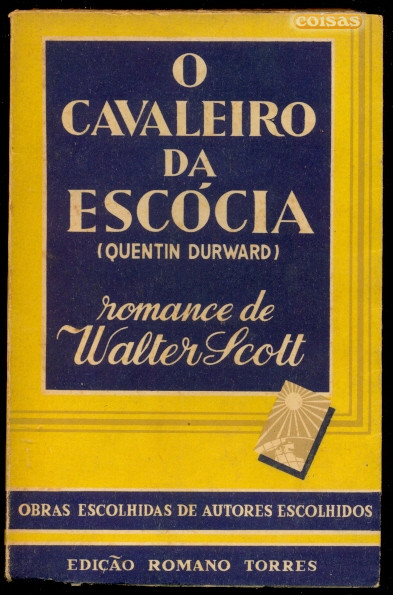 coisas
O
CAVALEIRO
DA
ESCÓCIA
(QUENTIN DURWARD)
romance de
Walter Scott
OBRAS ESCOLHIDAS DE AUTORES ESCOLHIDOS
EDIÇÃO ROMANO TORRES